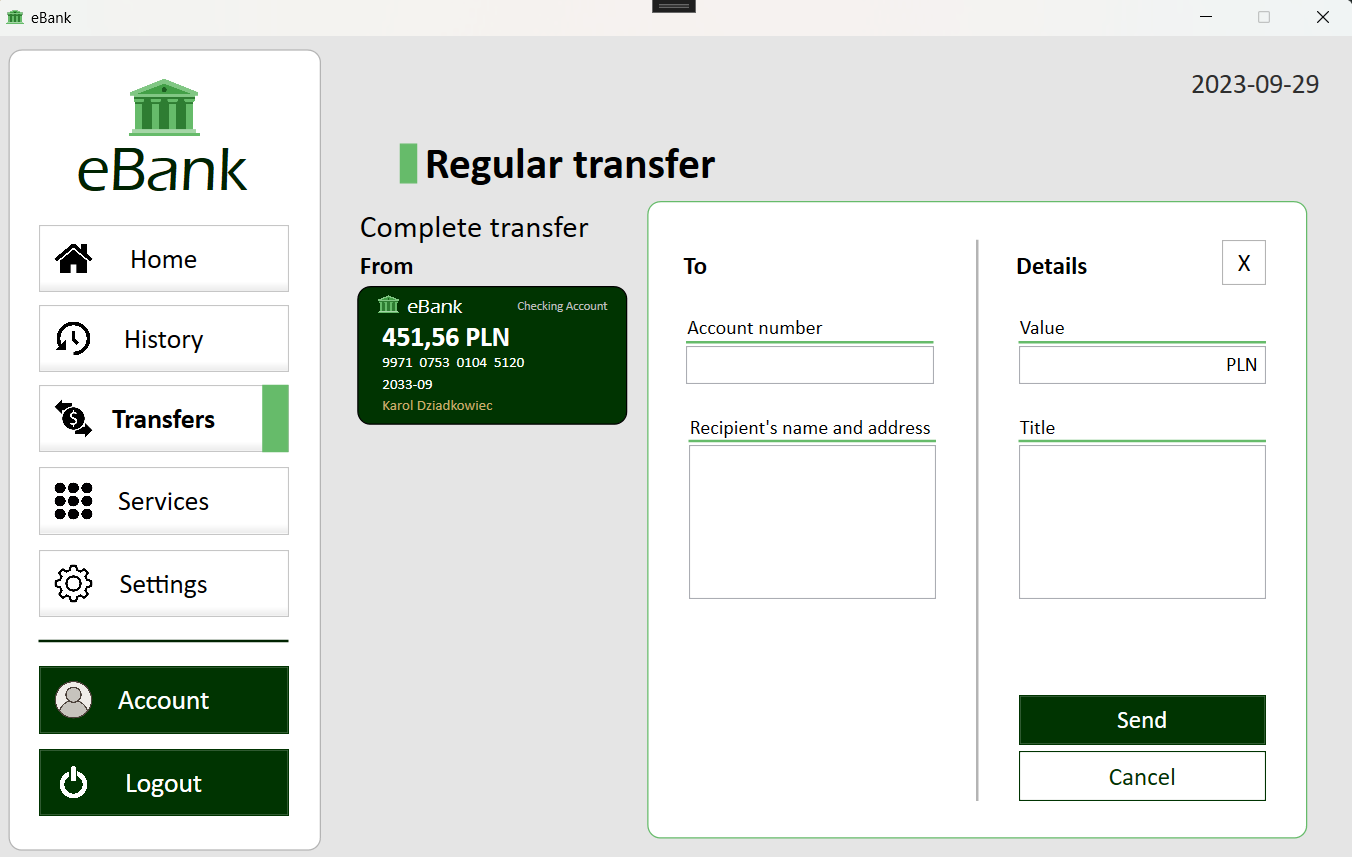 eBank
2023-09-29
eBank
Home
History
Transfers
Services
Settings
Account
Logout
Regular transfer
Complete transfer
From
eBank Checking Account
451,56 PLN
9971 0753 0104 5120
2033-09
Karol Dziadkowiec
To
Account number
Recipient's name and address
Details X
Value
PLN
Title
Send
Cancel